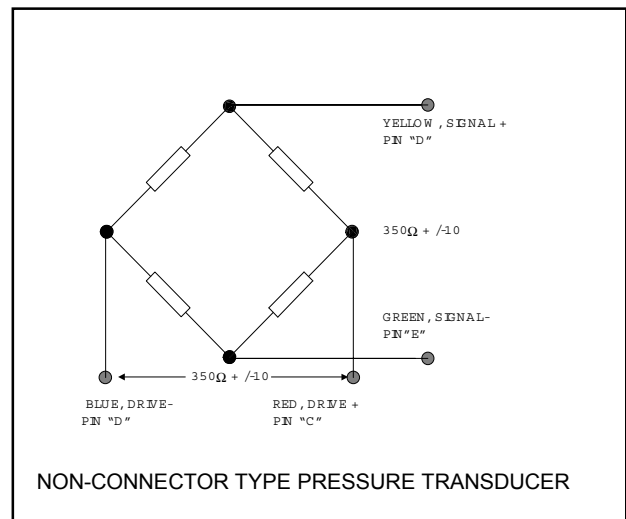 YELLOW, SIGNAL +
PIN "D"
350Ω + /-10
GREEN, SIGNAL-
PIN"E"
350Ω + /-10
BLUE, DRIVE-
PIN "D"
RED, DRIVE +
PIN "C"
NON-CONNECTOR TYPE PRESSURE TRANSDUCER